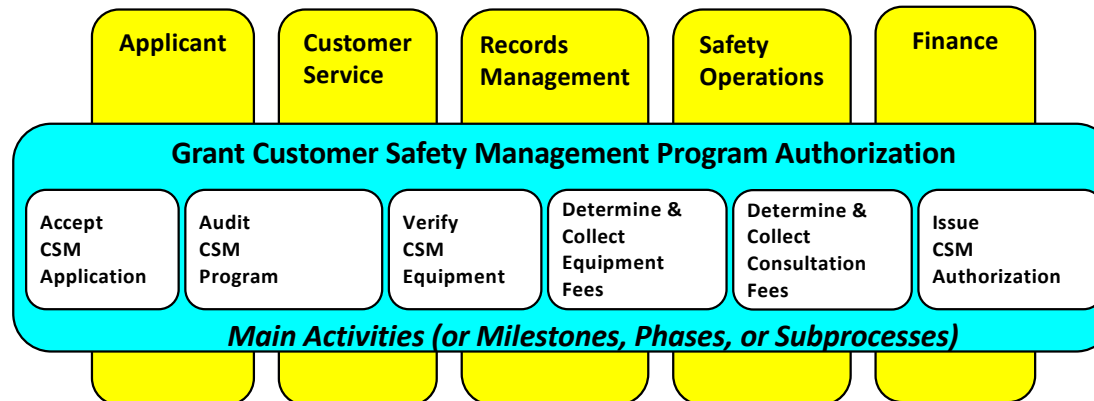 Applicant
Customer
Service
Records
Management
Safety
Operations
Finance
Grant Customer Safety Management Program Authorization
Accept
CSM
Application
Audit
CSM
Program
Verify
CSM
Equipment
Determine &
Collect
Equipment
Fees
Determine &
Collect
Consultation
Fees
Issue
CSM
Authorization
Main Activities (or Milestones, Phases, or Subprocesses)